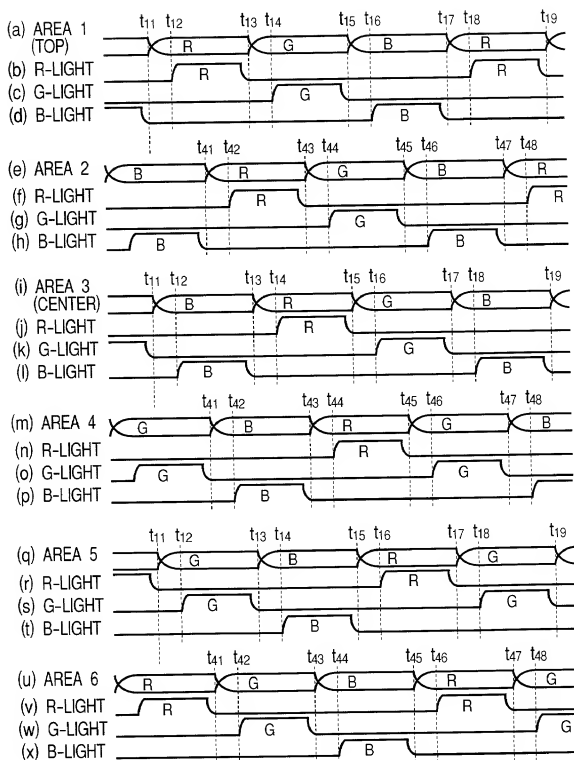 t11 t12 t13 t14 t15 t16 t17 t18 t19
(a) AREA 1 R G B R
(TOP)
(b) R-LIGHT R R
(c) G-LIGHT G
(d) B-LIGHT B
t41 t42 t43 t44 t45 t46 t47 t48
(e) AREA 2 B R G B R
(f) R-LIGHT R R
(g) G-LIGHT G
(h) B-LIGHT B B
t11 t12 t13 t14 t15 t16 t17 t18 t19
(i) AREA 3 B R G B
(CENTER)
(j) R-LIGHT R
(k) G-LIGHT G
(l) B-LIGHT B B
t41 t42 t43 t44 t45 t46 t47 t48
(m) AREA 4 G B R G B
(n) R-LIGHT R
(o) G-LIGHT G G
(p) B-LIGHT B
t11 t12 t13 t14 t15 t16 t17 t18 t19
(q) AREA 5 G B R G
(r) R-LIGHT R
(s) G-LIGHT G G
(t) B-LIGHT B
t41 t42 t43 t44 t45 t46 t47 t48
(u) AREA 6 R G B R G
(v) R-LIGHT R R
(w) G-LIGHT G G
(x) B-LIGHT B